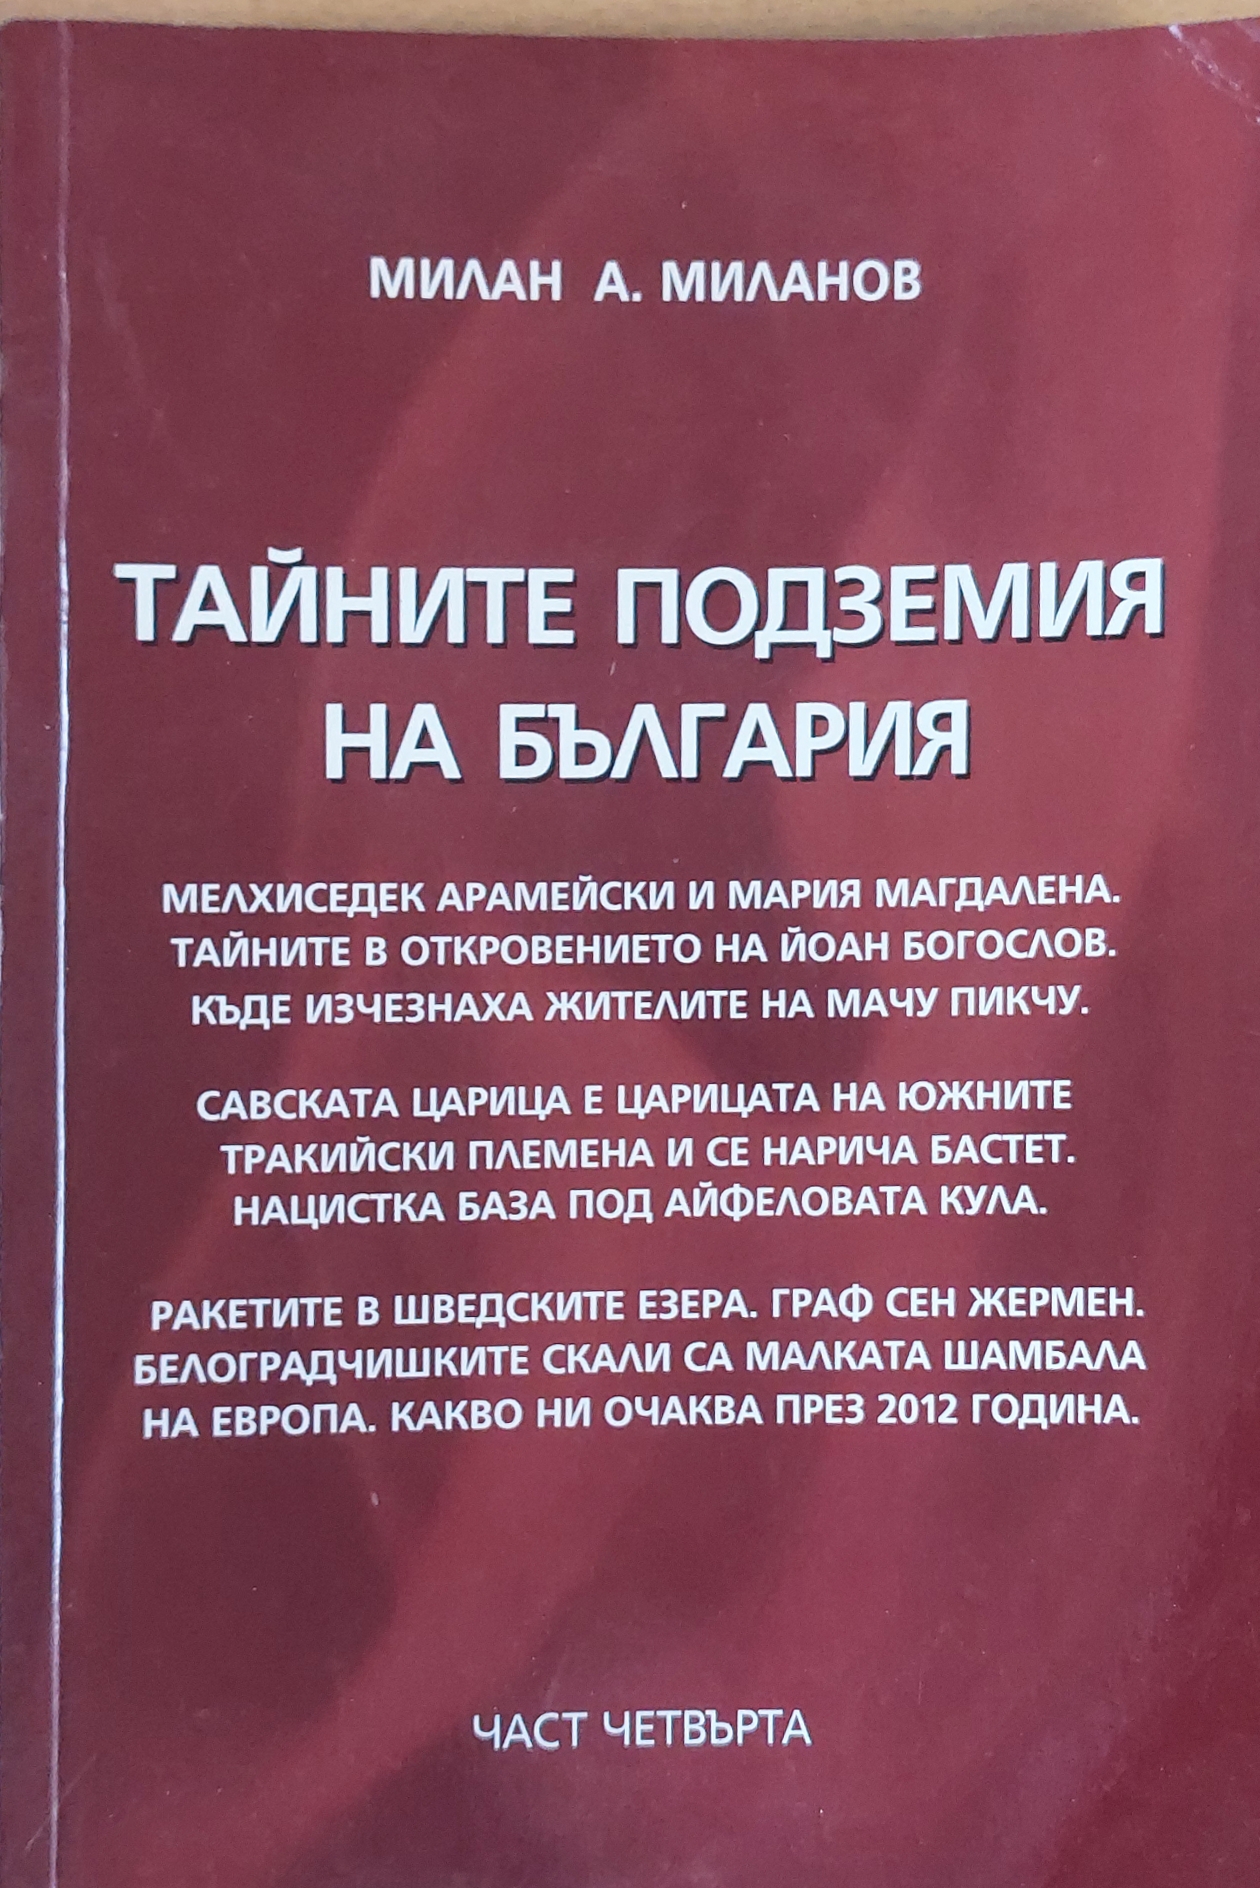 МИЛАН А. МИЛАНОВ
ТАЙНИТЕ ПОДЗЕМИЯ
НА БЪЛГАРИЯ
МЕЛХИСЕДЕК АРАМЕЙСКИ И МАРИЯ МАГДАЛЕНА.
ТАЙНИТЕ В ОТКРОВЕНИЕТО НА ЙОАН БОГОСЛОВ.
КЪДЕ ИЗЧЕЗНАХА ЖИТЕЛИТЕ НА МАЧУ ПИКЧУ.
САВСКАТА ЦАРИЦА Е ЦАРИЦАТА НА ЮЖНИТЕ
ТРАКИЙСКИ ПЛЕМЕНА И СЕ НАРИЧА БАСТЕТ.
НАЦИСТКА БАЗА ПОД АЙФЕЛОВАТА КУЛА.
РАКЕТИТЕ В ШВЕДСКИТЕ ЕЗЕРА. ГРАФ СЕН ЖЕРМЕН.
БЕЛОГРАДЧИШКИТЕ СКАЛИ СА МАЛКАТА ШАМБАЛА
НА ЕВРОПА. КАКВО НИ ОЧАКВА ПРЕЗ 2012 ГОДИНА.
ЧАСТ ЧЕТВЪРТА